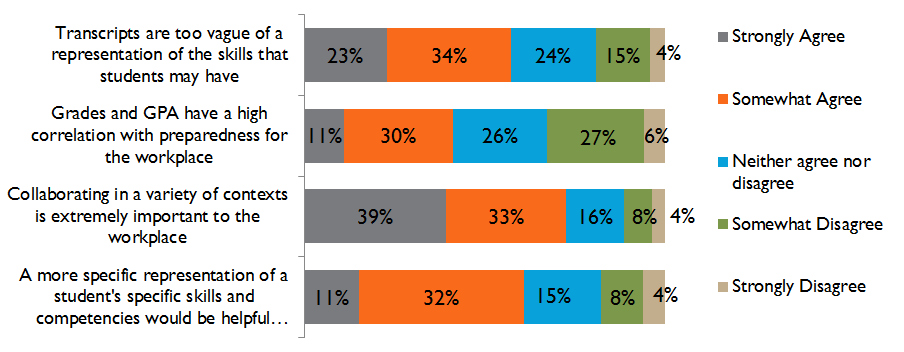 Transcripts are too vague of a
representation of the skills that
students may have
23% 34% 24% 15% 4%
Grades and GPA have a high
correlation with preparedness for
the workplace
11% 30% 26% 27% 6%
Collaborating in a variety of contexts
is extremely important to the
workplace
39% 33% 16% 8% 4%
A more specific representation of a
student's specific skills and
competencies would be helpful…
11% 32% 15% 8% 4%
Strongly Agree
Somewhat Agree
Neither agree nor
disagree
Somewhat Disagree
Strongly Disagree